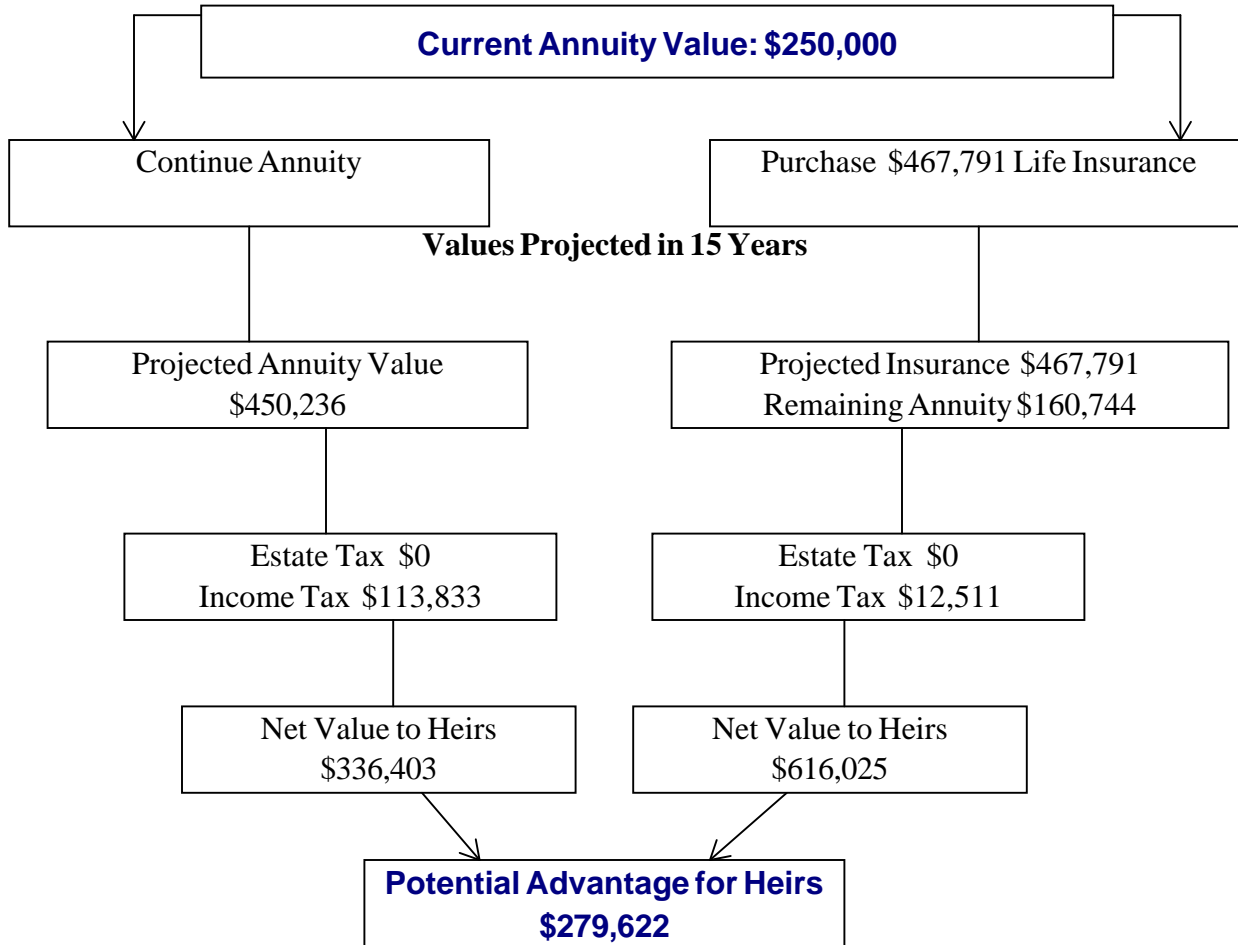 Current Annuity Value: $250,000
Continue Annuity
Purchase $467,791 Life Insurance
Values Projected in 15 Years
Projected Annuity Value
$450,236
Projected Insurance $467,791
Remaining Annuity $160,744
Estate Tax $0
Income Tax $113,833
Estate Tax $0
Income Tax $12,511
Net Value to Heirs
$336,403
Net Value to Heirs
$616,025
Potential Advantage for Heirs
$279,622